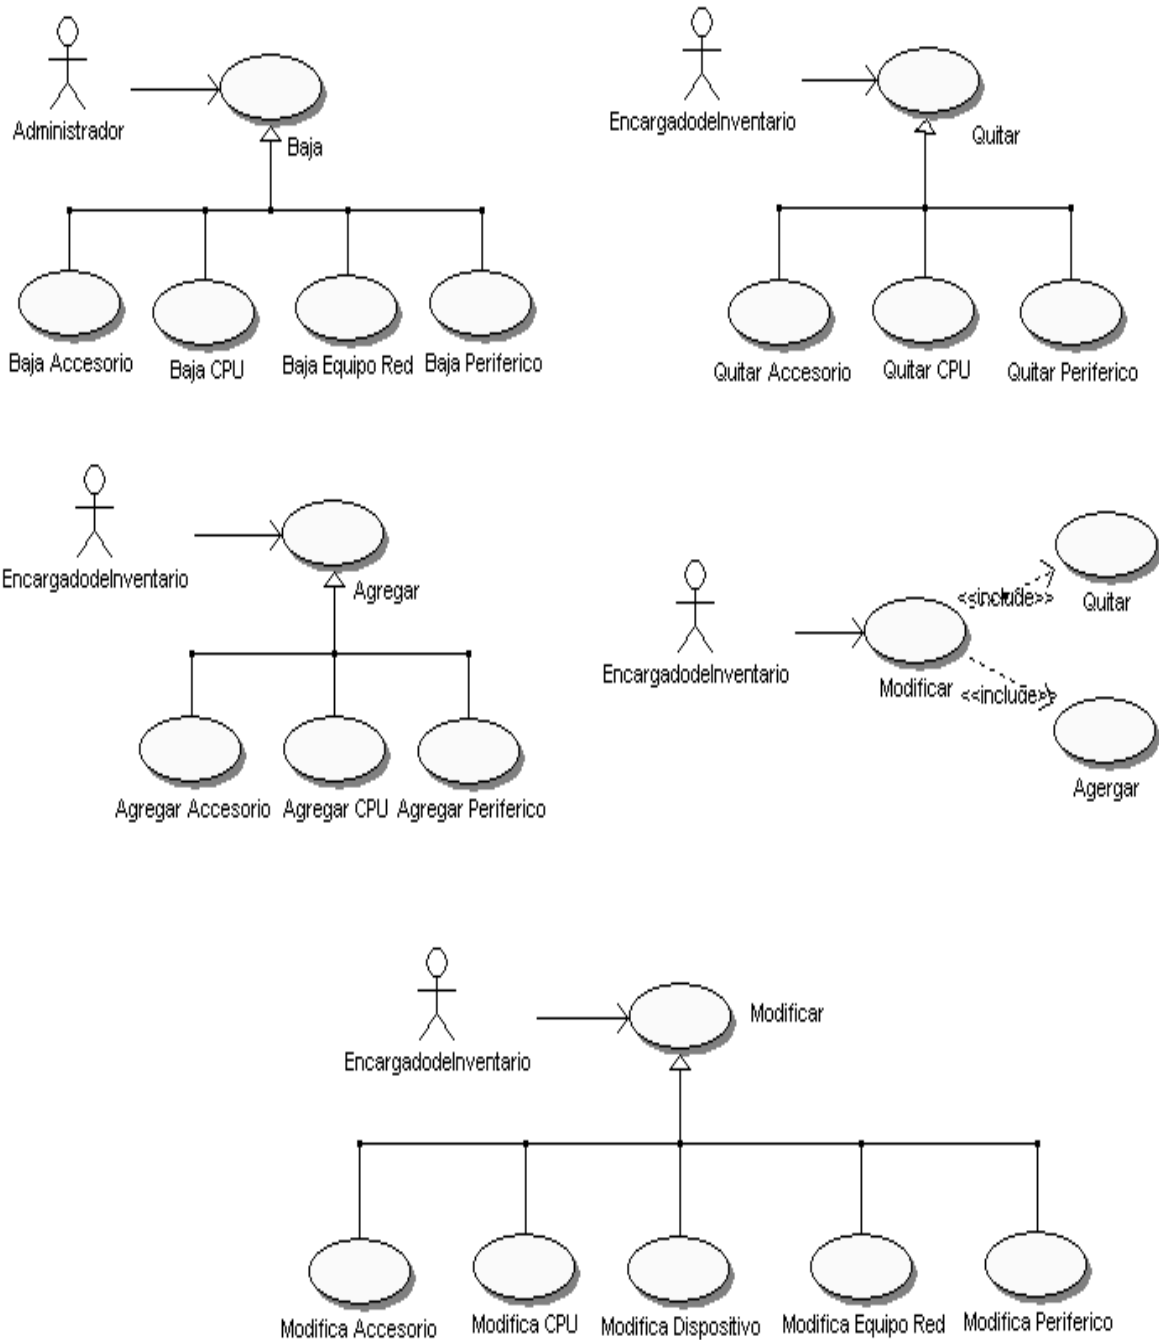 Administrador
Baja
Baja Accesorio
Baja CPU
Baja Equipo Red
Baja Periferico
EncargadodeInventario
Quitar
Quitar Accesorio
Quitar CPU
Quitar Periferico
EncargadodeInventario
Agregar
Agregar Accesorio
Agregar CPU
Agregar Periferico
EncargadodeInventario
Modificar
<<include>>
Quitar
<<include>>
Agergar
EncargadodeInventario
Modificar
Modifica Accesorio
Modifica CPU
Modifica Dispositivo
Modifica Equipo Red
Modifica Periferico